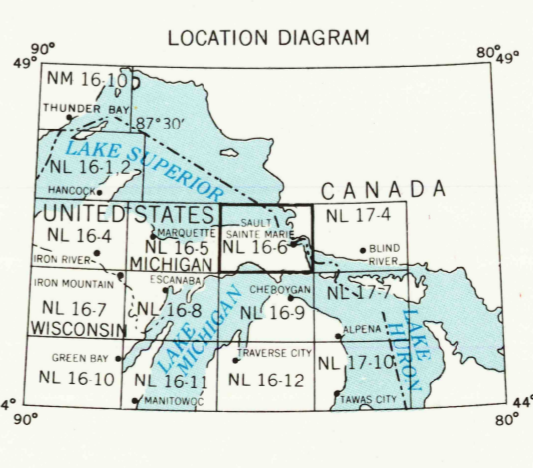 LOCATION DIAGRAM
90°
80°
49°
49°
NM 16-10
THUNDER BAY
87°30′
LAKE SUPERIOR
NL 16-1,2
HANCOCK
CANADA
UNITED STATES
NL 17-4
SAULT
SAINTE MARIE
MARQUETTE
NL 16-4
NL 16-5
NL 16-6
BLIND
RIVER
IRON RIVER
MICHIGAN
ESCANABA
IRON MOUNTAIN
CHEBOYGAN
NL 17-7
NL 16-7
NL 16-8
NL 16-9
LAKE
MICHIGAN
LAKE
HURON
WISCONSIN
ALPENA
GREEN BAY
TRAVERSE CITY
NL 16-10
NL 16-11
NL 16-12
NL 17-10
MANITOWOC
TAWAS CITY
4°
44°
90°
80°